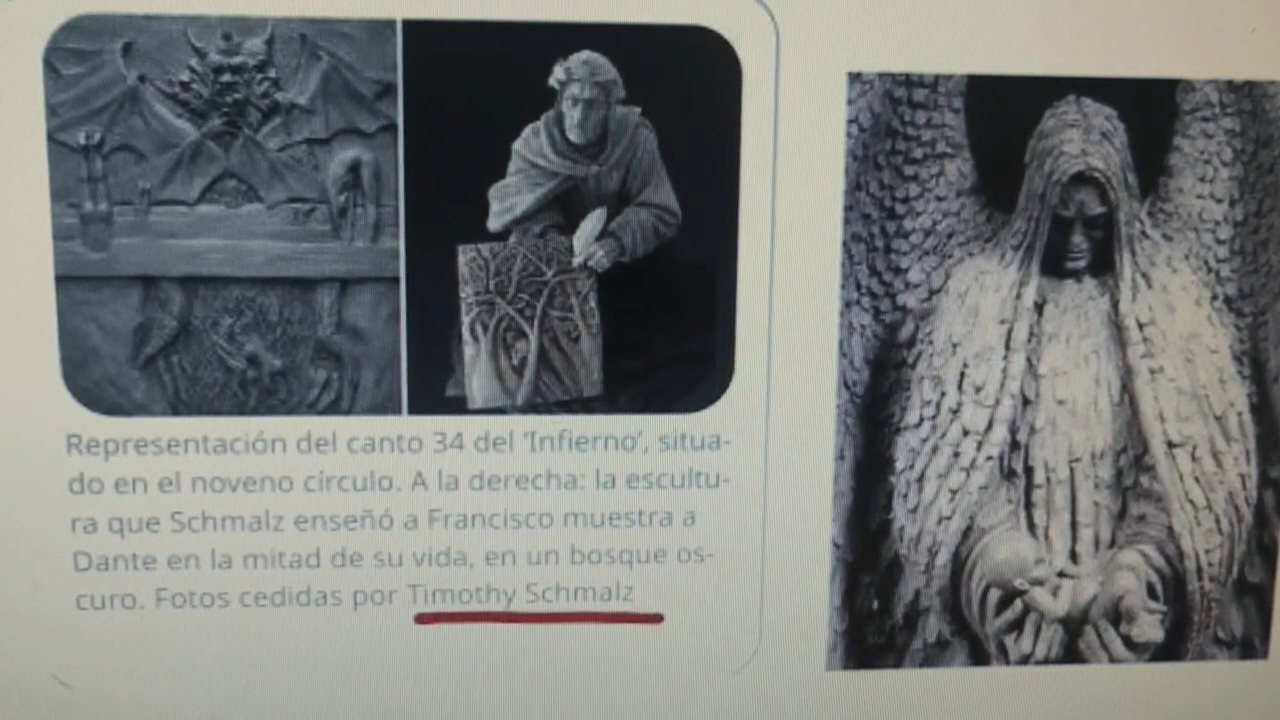 Representación del canto 34 del ‘Infierno’, situa-
do en el noveno círculo. A la derecha: la escultu-
ra que Schmalz enseñó a Francisco muestra a
Dante en la mitad de su vida, en un bosque os-
curo. Fotos cedidas por Timothy Schmalz